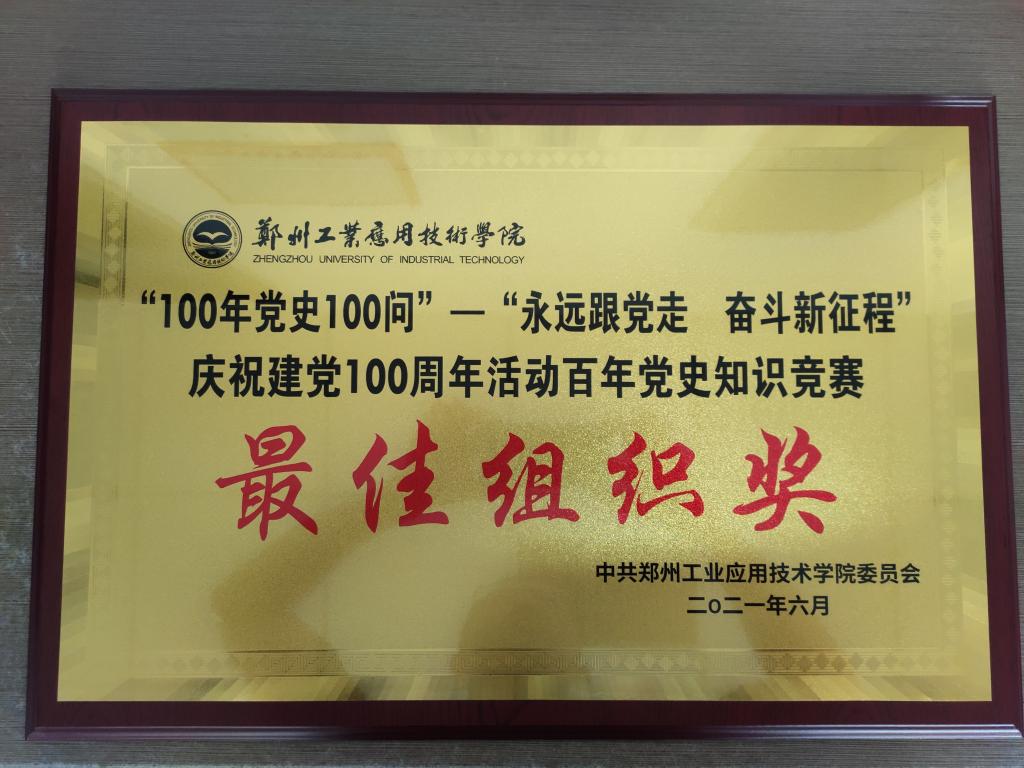 鄭州工業應用技術學院
ZHENGZHOU UNIVERSITY OF INDUSTRIAL TECHNOLOGY
“100年党史100问”—“永远跟党走 奋斗新征程”
庆祝建党100周年活动百年党史知识竞赛
最佳组织奖
中共郑州工业应用技术学院委员会
二o二一年六月